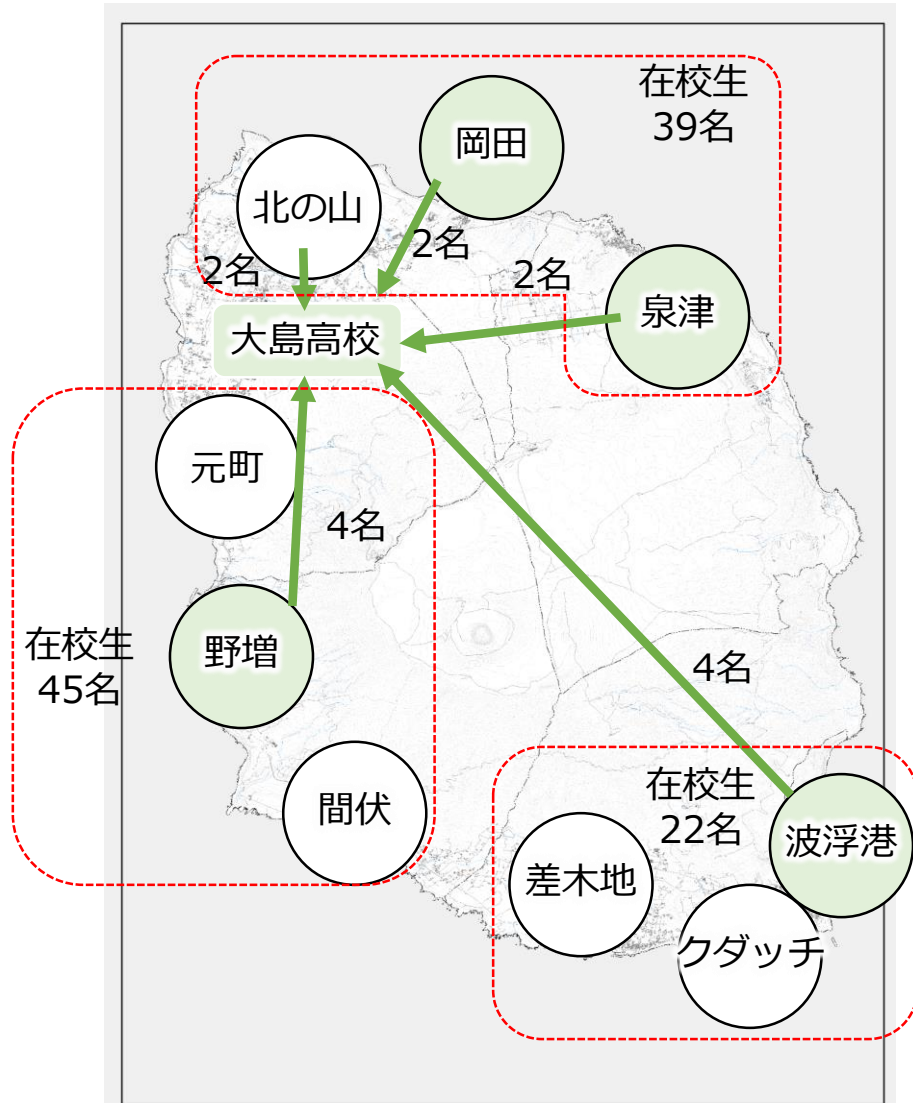 在校生
39名
岡田
北の山
2名
2名
2名
泉津
大島高校
元町
4名
野増
在校生
45名
4名
間伏
在校生
22名
波浮港
差木地
クダッチ